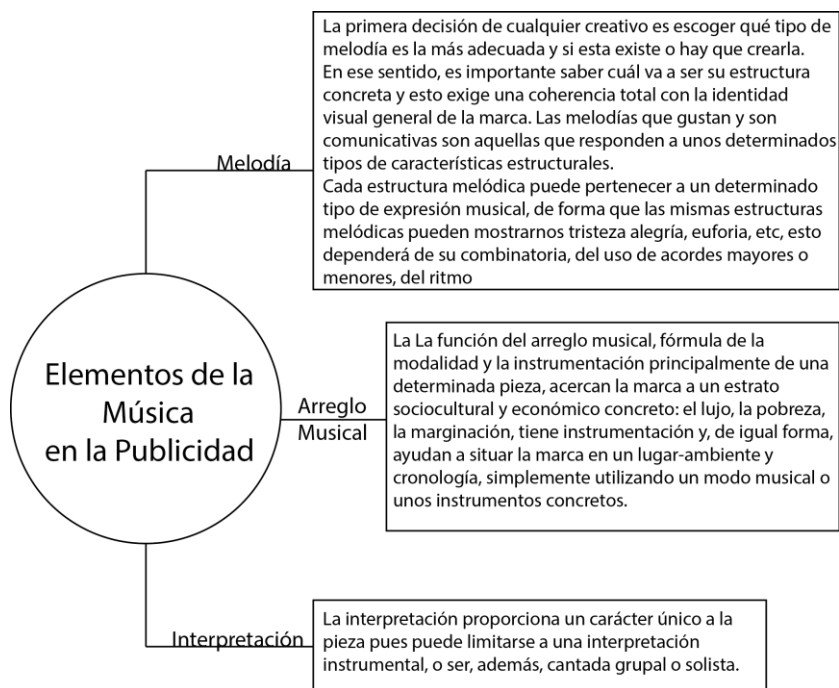 La primera decisión de cualquier creativo es escoger qué tipo de
melodía es la más adecuada y si esta existe o hay que crearla.
En ese sentido, es importante saber cuál va a ser su estructura
concreta y esto exige una coherencia total con la identidad
visual general de la marca. Las melodías que gustan y son
comunicativas son aquellas que responden a unos determinados
tipos de características estructurales.
Cada estructura melódica puede pertenecer a un determinado
tipo de expresión musical, de forma que las mismas estructuras
melódicas pueden mostrarnos tristeza alegría, euforia, etc, esto
dependerá de su combinatoria, del uso de acordes mayores o
menores, del ritmo
Melodía
Elementos de la
Música
en la Publicidad
Arreglo
Musical
La La función del arreglo musical, fórmula de la
modalidad y la instrumentación principalmente de una
determinada pieza, acercan la marca a un estrato
sociocultural y económico concreto: el lujo, la pobreza,
la marginación, tiene instrumentación y, de igual forma,
ayudan a situar la marca en un lugar-ambiente y
cronología, simplemente utilizando un modo musical o
unos instrumentos concretos.
Interpretación
La interpretación proporciona un carácter único a la
pieza pues puede limitarse a una interpretación
instrumental, o ser, además, cantada grupal o solista.